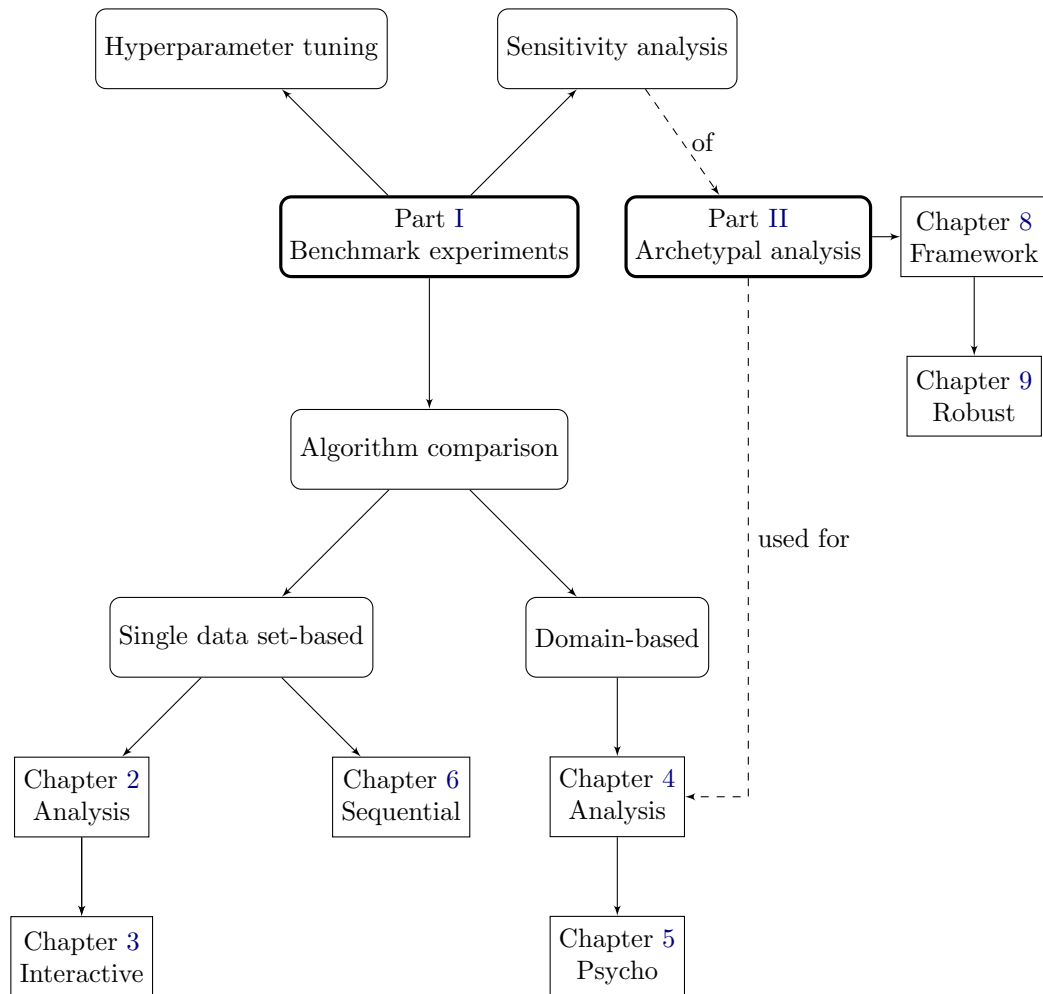 Hyperparameter tuning
Sensitivity analysis
of
Part I
Benchmark experiments
Part II
Archetypal analysis
Chapter 8
Framework
Chapter 9
Robust
Algorithm comparison
used for
Single data set-based
Domain-based
Chapter 2
Analysis
Chapter 6
Sequential
Chapter 4
Analysis
Chapter 3
Interactive
Chapter 5
Psycho